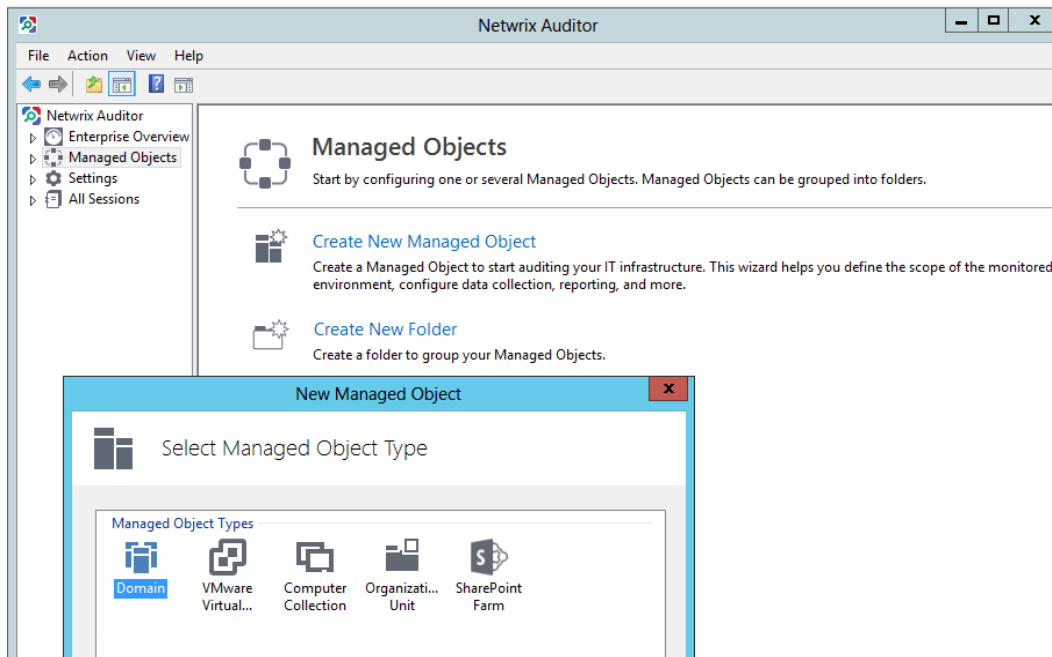 Netwrix Auditor
File Action View Help
Netwrix Auditor
Enterprise Overview
Managed Objects
Settings
All Sessions
Managed Objects
Start by configuring one or several Managed Objects. Managed Objects can be grouped into folders.
Create New Managed Object
Create a Managed Object to start auditing your IT infrastructure. This wizard helps you define the scope of the monitored
environment, configure data collection, reporting, and more.
Create New Folder
Create a folder to group your Managed Objects.
New Managed Object
Select Managed Object Type
Managed Object Types
Domain VMware Computer Organizati... SharePoint
Virtual... Collection Unit Farm